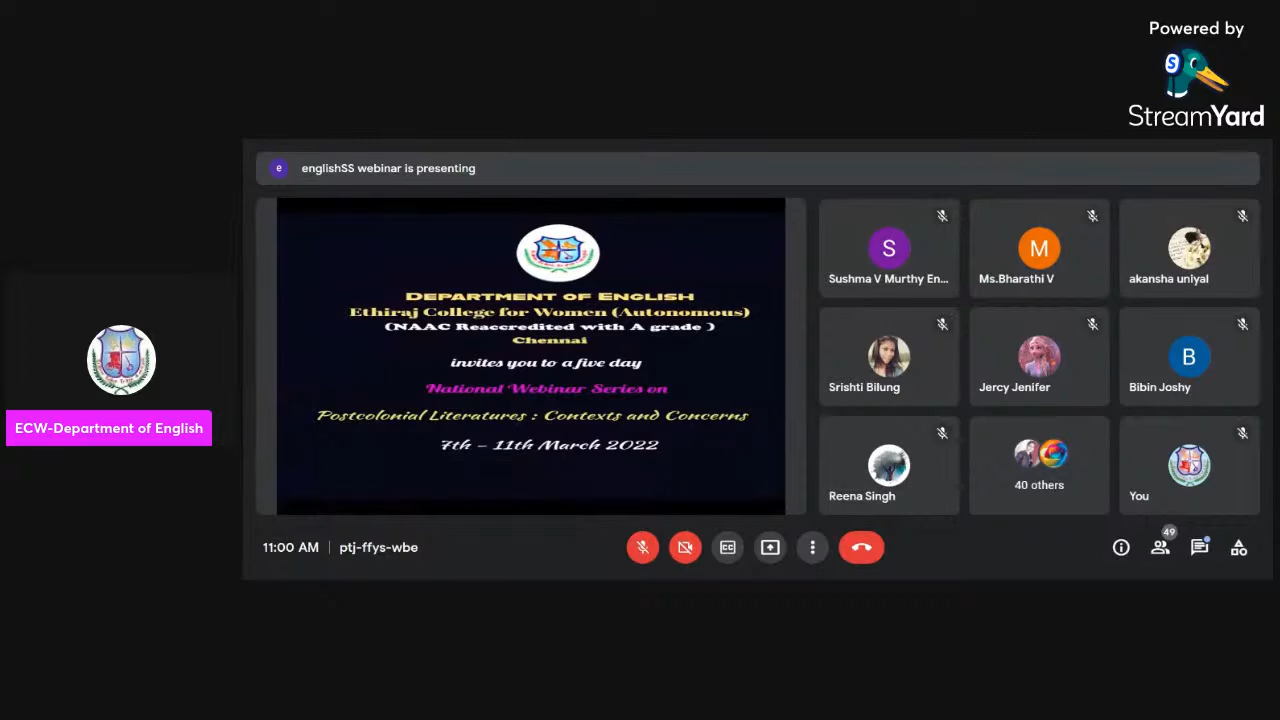 Powered by
StreamYard
e englishSS webinar is presenting
DEPARTMENT OF ENGLISH
Ethiraj College for Women (Autonomous)
(NAAC Reaccredited with A grade )
Chennai
invites you to a five day
National Webinar Series on
Postcolonial Literatures : Contexts and Concerns
7th – 11th March 2022
S
Sushma V Murthy En...
M
Ms.Bharathi V
akansha uniyal
Srishti Bilung
Jercy Jenifer
B
Bibin Joshy
Reena Singh
40 others
You
ECW-Department of English
11:00 AM | ptj-ffys-wbe
CC
49